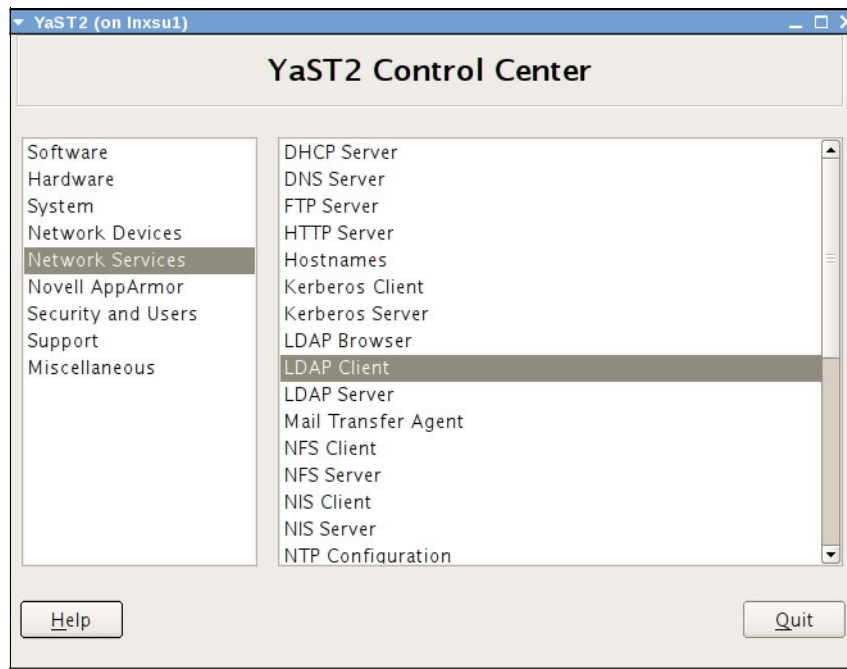 YaST2 (on lnxsu1)
YaST2 Control Center
Software
Hardware
System
Network Devices
Network Services
Novell AppArmor
Security and Users
Support
Miscellaneous
DHCP Server
DNS Server
FTP Server
HTTP Server
Hostnames
Kerberos Client
Kerberos Server
LDAP Browser
LDAP Client
LDAP Server
Mail Transfer Agent
NFS Client
NFS Server
NIS Client
NIS Server
NTP Configuration
Help
Quit